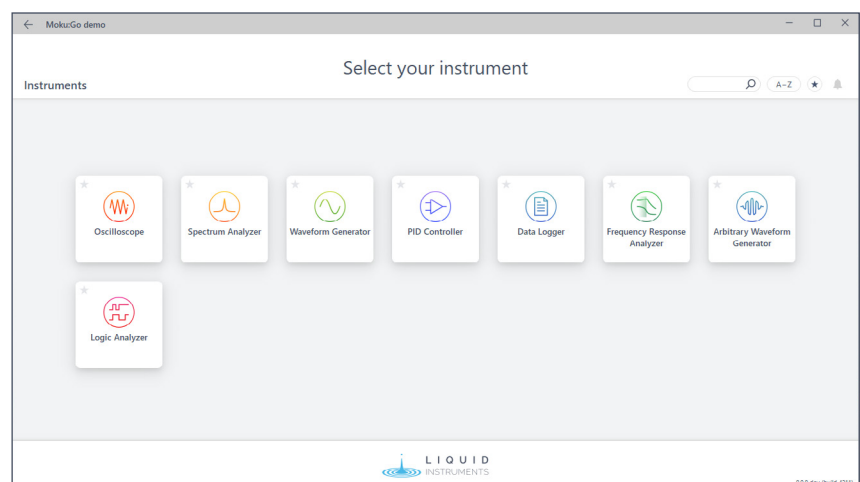 Moku:Go demo
Select your instrument
Instruments
A-Z
Oscilloscope
Spectrum Analyzer
Waveform Generator
PID Controller
Data Logger
Frequency Response
Analyzer
Arbitrary Waveform
Generator
Logic Analyzer
LIQUID
INSTRUMENTS